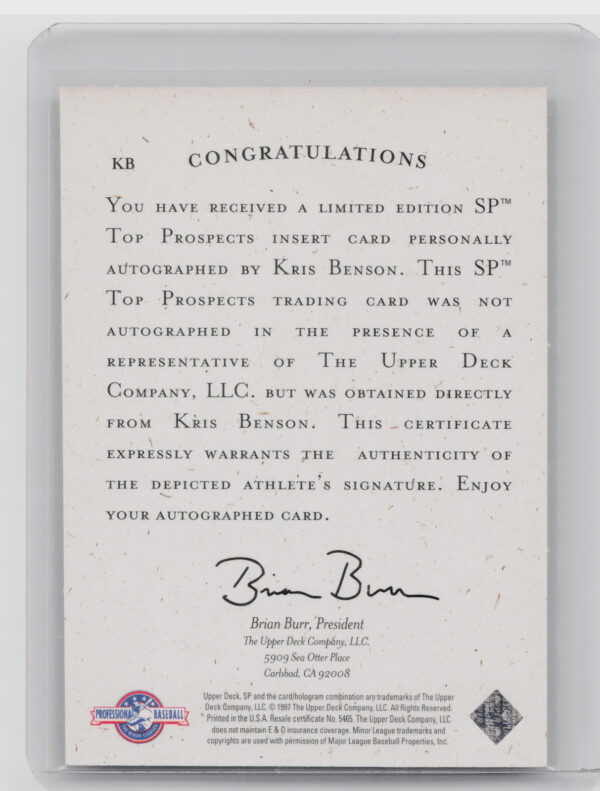 KB
CONGRATULATIONS
YOU HAVE RECEIVED A LIMITED EDITION SP™
TOP PROSPECTS INSERT CARD PERSONALLY
AUTOGRAPHED BY KRIS BENSON. THIS SP™
TOP PROSPECTS TRADING CARD WAS NOT
AUTOGRAPHED IN THE PRESENCE OF A
REPRESENTATIVE OF THE UPPER DECK
COMPANY, LLC. BUT WAS OBTAINED DIRECTLY
FROM KRIS BENSON. THIS CERTIFICATE
EXPRESSLY WARRANTS THE AUTHENTICITY OF
THE DEPICTED ATHLETE'S SIGNATURE. ENJOY
YOUR AUTOGRAPHED CARD.
Brian Burr
Brian Burr, President
The Upper Deck Company, LLC.
5909 Sea Otter Place
Carlsbad, CA 92008
PROFESSIONAL BASEBALL
Upper Deck, SP and the card/hologram combination are trademarks of The Upper
Deck Company, LLC. © 1997 The Upper Deck Company, LLC. All Rights Reserved.
Printed in the U.S.A. Resale certificate No. 5465. The Upper Deck Company, LLC
does not maintain E & O insurance coverage. Minor League trademarks and
copyrights are used with permission of Major League Baseball Properties, Inc.